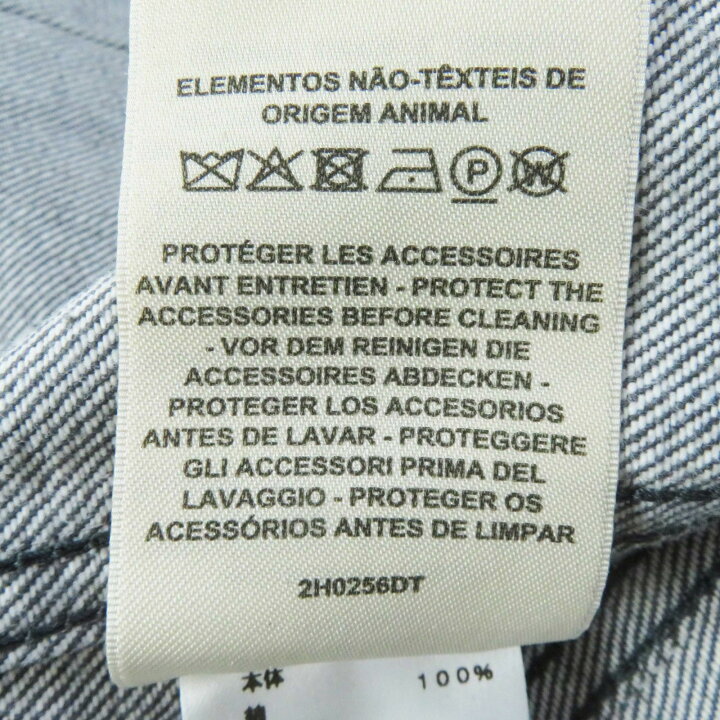 ELEMENTOS NÃO-TÊXTEIS DE
ORIGEM ANIMAL
P W
PROTÉGER LES ACCESSOIRES
AVANT ENTRETIEN - PROTECT THE
ACCESSORIES BEFORE CLEANING
- VOR DEM REINIGEN DIE
ACCESSOIRES ABDECKEN -
PROTEGER LOS ACCESORIOS
ANTES DE LAVAR - PROTEGGERE
GLI ACCESSORI PRIMA DEL
LAVAGGIO - PROTEGER OS
ACESSÓRIOS ANTES DE LIMPAR
2H0256DT
本体 100%
綿